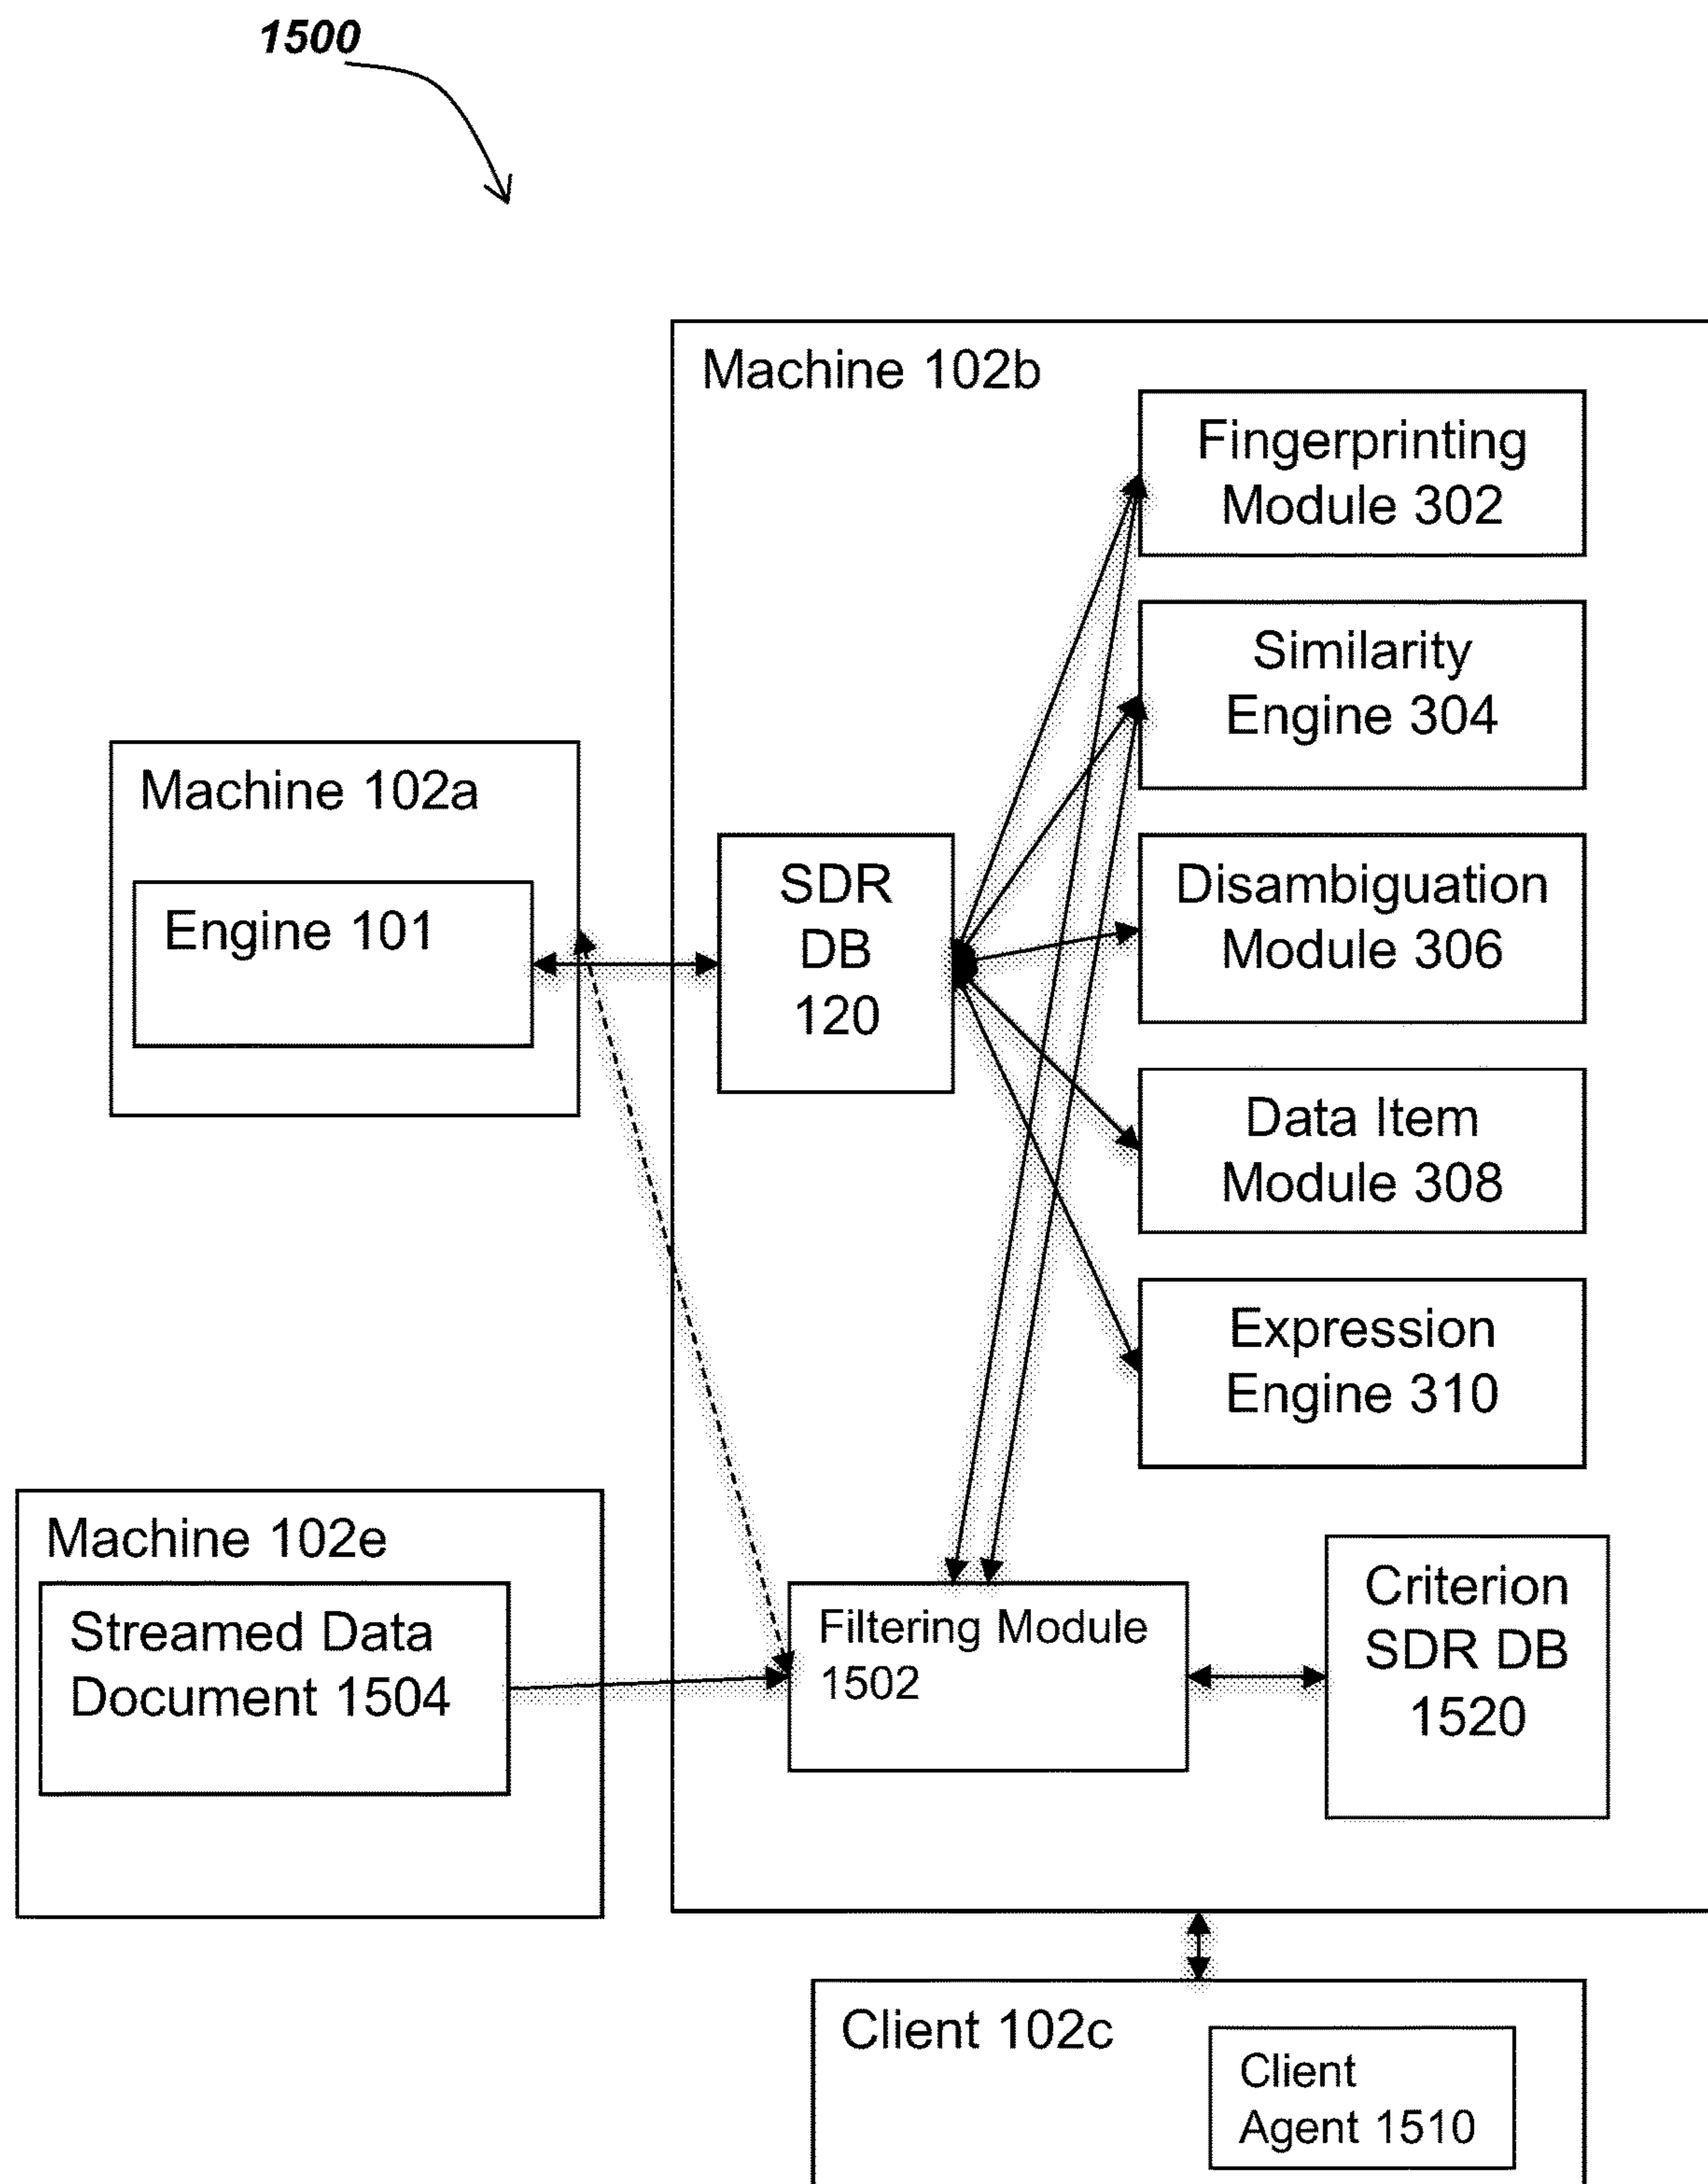 1500
Machine 102b
Fingerprinting
Module 302
Similarity
Engine 304
Machine 102a
Engine 101
SDR
DB
120
Disambiguation
Module 306
Data Item
Module 308
Expression
Engine 310
Machine 102e
Streamed Data
Document 1504
Filtering Module
1502
Criterion
SDR DB
1520
Client 102c
Client
Agent 1510